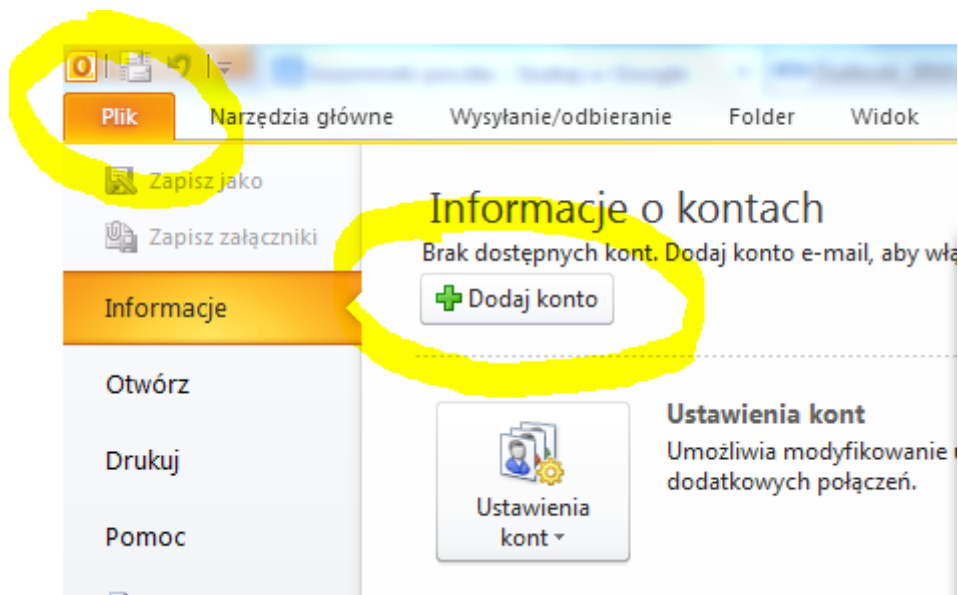 Plik Narzędzia główne Wysyłanie/odbieranie Folder Widok
Zapisz jako
Zapisz załączniki
Informacje
Otwórz
Drukuj
Pomoc
Informacje o kontach
Brak dostępnych kont. Dodaj konto e-mail, aby włą
Dodaj konto
Ustawienia kont
Ustawienia kont
Umożliwia modyfikowanie u
dodatkowych połączeń.